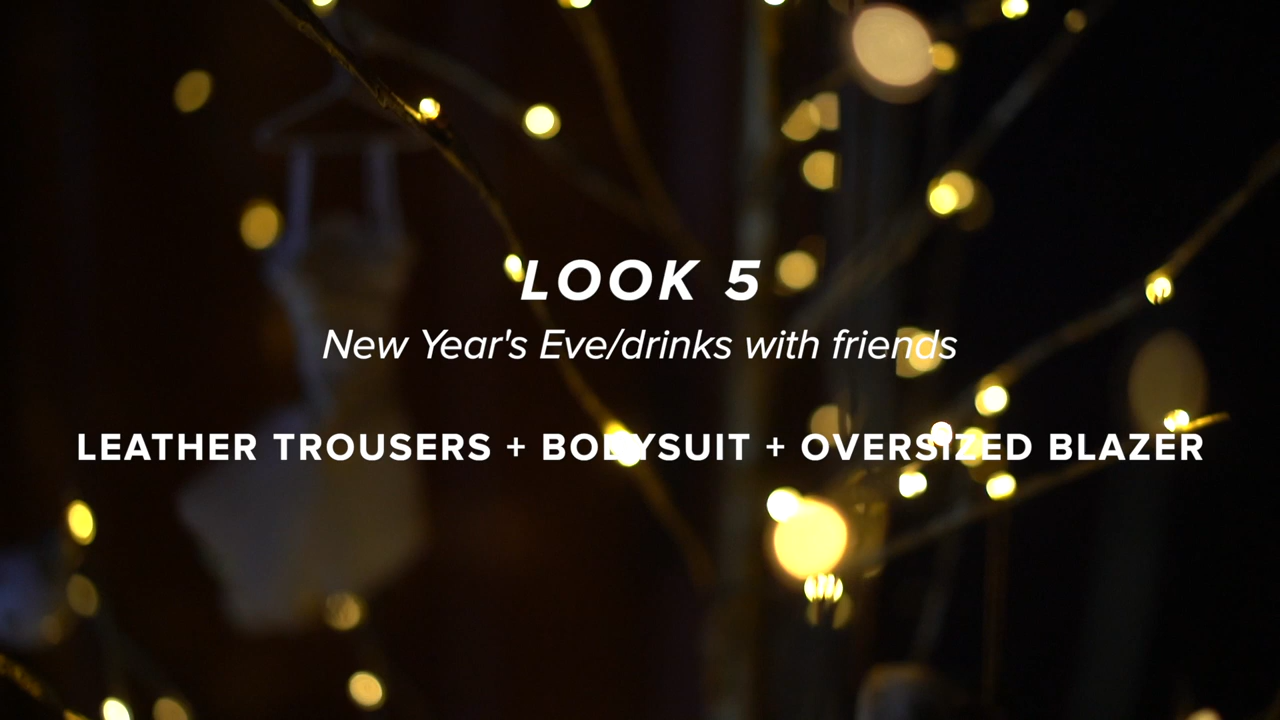 LOOK 5
New Year's Eve/drinks with friends
LEATHER TROUSERS + BODYSUIT + OVERSIZED BLAZER